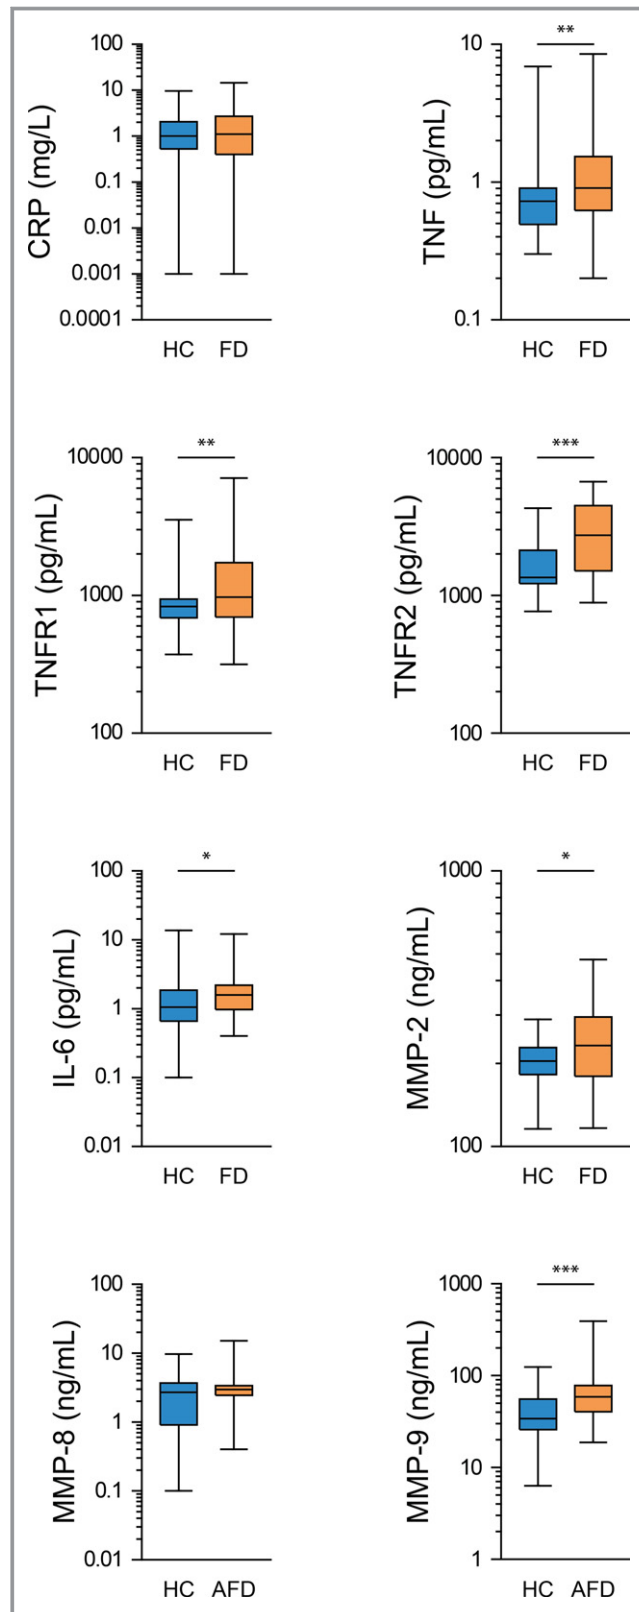 CRP (mg/L)
100
10
1
0.1
0.01
0.001
0.0001
HC FD
TNF (pg/mL)
**
10
1
0.1
HC FD
TNFR1 (pg/mL)
**
10000
1000
100
HC FD
TNFR2 (pg/mL)
***
10000
1000
100
HC FD
IL-6 (pg/mL)
*
100
10
1
0.1
0.01
HC FD
MMP-2 (ng/mL)
*
1000
100
HC FD
MMP-8 (ng/mL)
100
10
1
0.1
0.01
HC AFD
MMP-9 (ng/mL)
***
1000
100
10
1
HC AFD